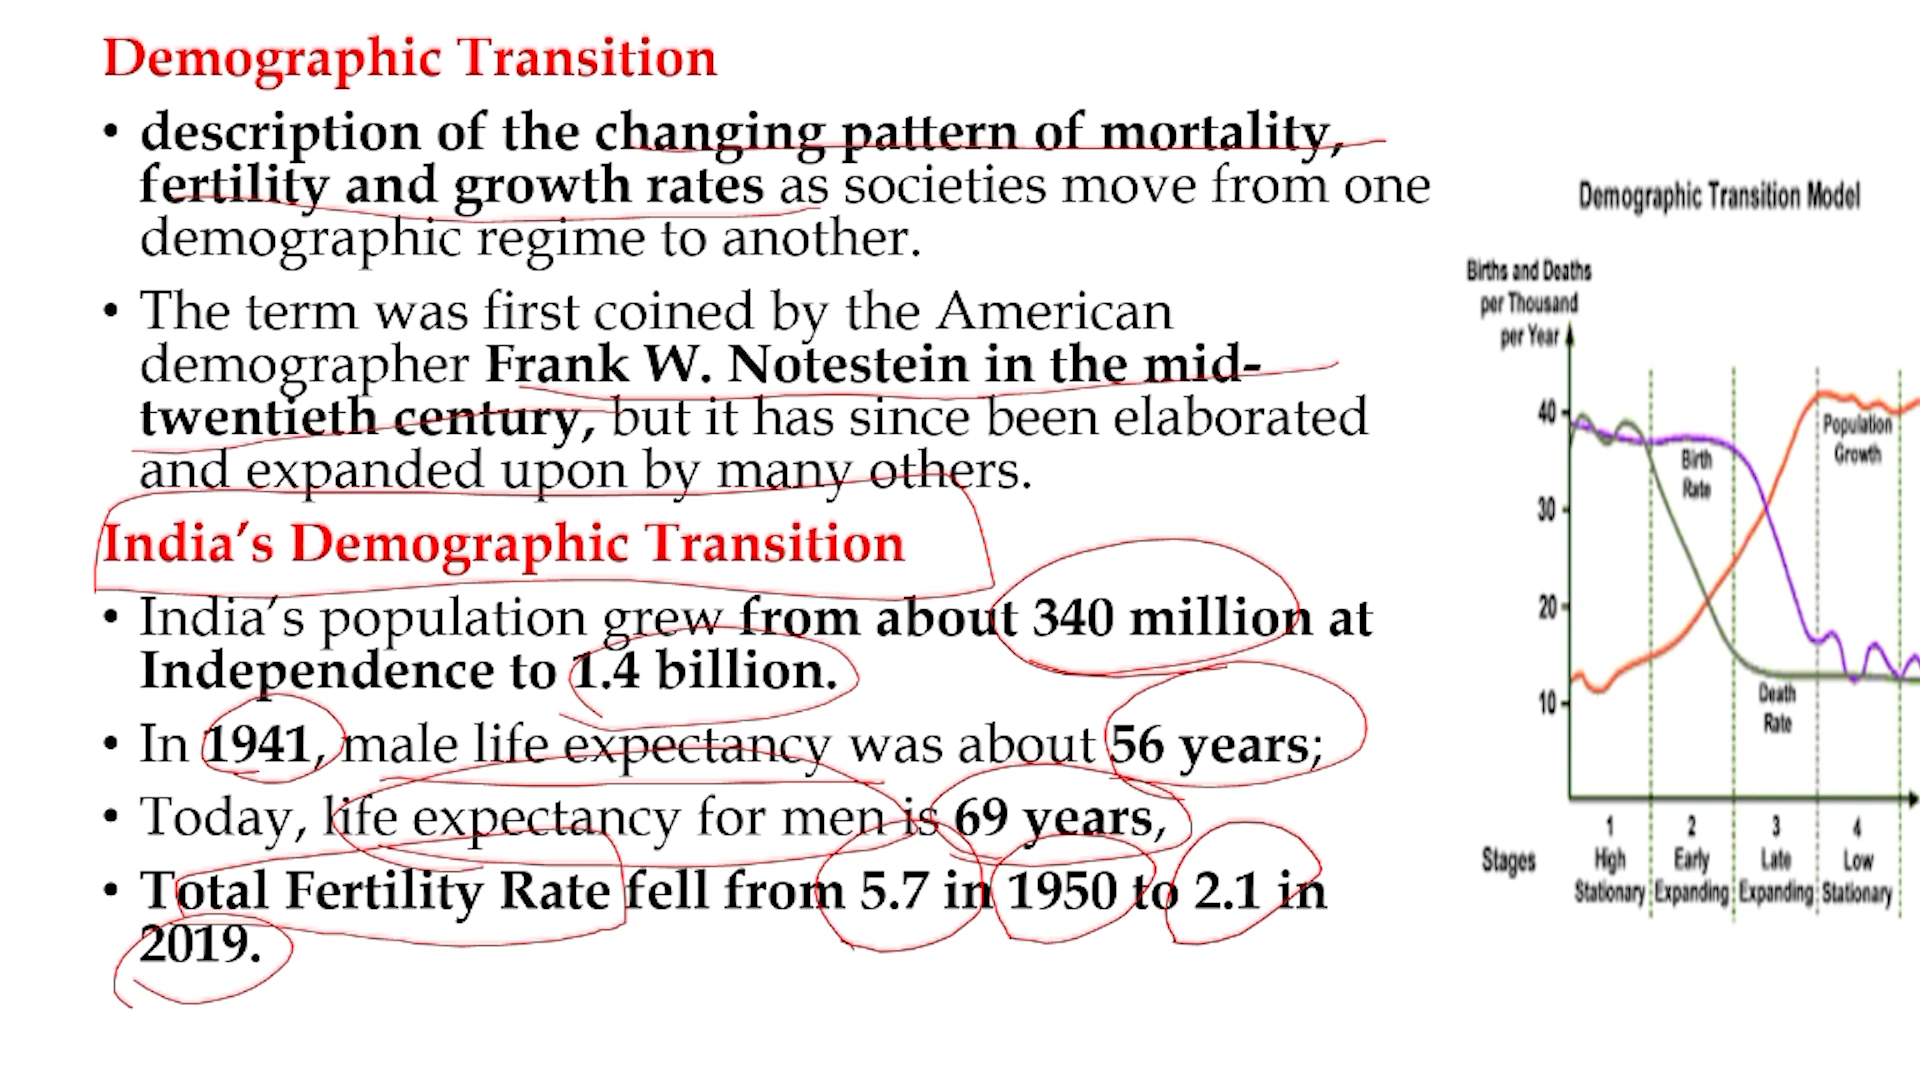 Demographic Transition
• description of the changing pattern of mortality,
fertility and growth rates as societies move from one
demographic regime to another.
• The term was first coined by the American
demographer Frank W. Notestein in the mid-
twentieth century, but it has since been elaborated
and expanded upon by many others.
India's Demographic Transition
• India's population grew from about 340 million at
Independence to 1.4 billion.
• In 1941, male life expectancy was about 56 years;
• Today, life expectancy for men is 69 years,
• Total Fertility Rate fell from 5.7 in 1950 to 2.1 in
2019.
Demographic Transition Model
Births and Deaths
per Thousand
per Year
40
30
20
10
Population
Growth
Birth
Rate
Death
Rate
Stages
1
High
Stationary
2
Early
Expanding
3
Late
Expanding
4
Low
Stationary